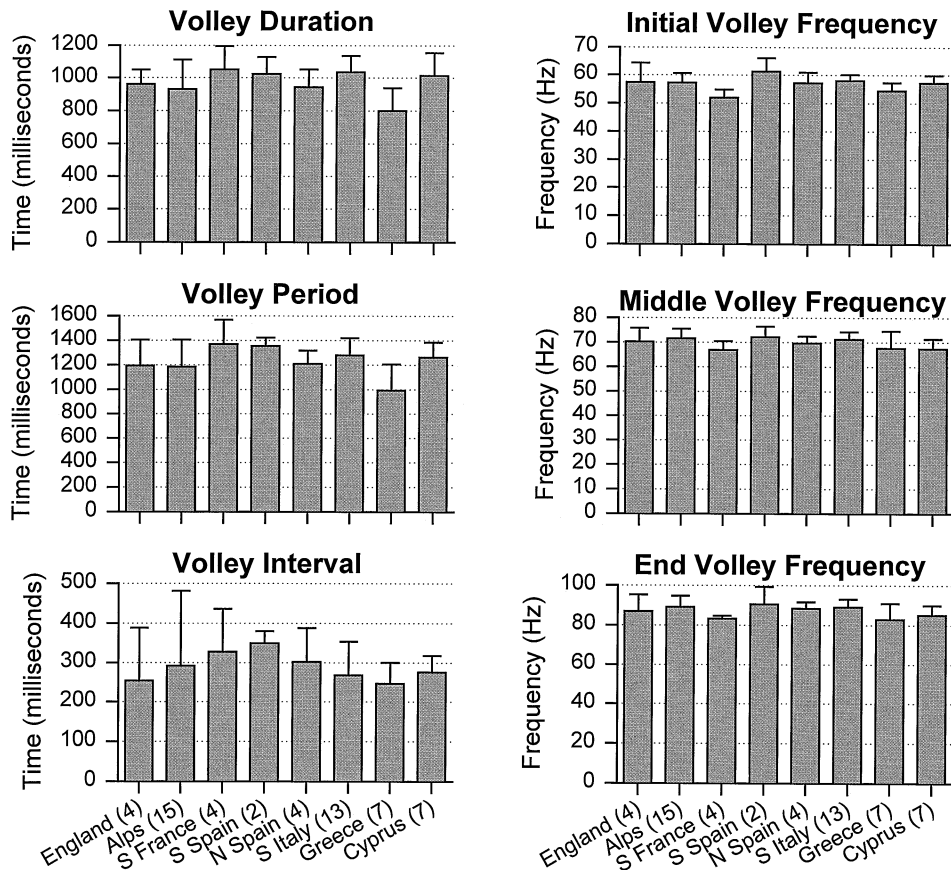 Volley Duration
Time (milliseconds)
1200
1000
800
600
400
200
0
Initial Volley Frequency
Frequency (Hz)
70
60
50
40
30
20
10
0
Volley Period
Time (milliseconds)
1600
1400
1200
1000
800
600
400
200
0
Middle Volley Frequency
Frequency (Hz)
80
70
60
50
40
30
20
10
0
Volley Interval
Time (milliseconds)
500
400
300
200
100
0
England (4)
Alps (15)
S France (4)
S Spain (2)
N Spain (4)
S Italy (13)
Greece (7)
Cyprus (7)
End Volley Frequency
Frequency (Hz)
100
80
60
40
20
0
England (4)
Alps (15)
S France (4)
S Spain (2)
N Spain (4)
S Italy (13)
Greece (7)
Cyprus (7)